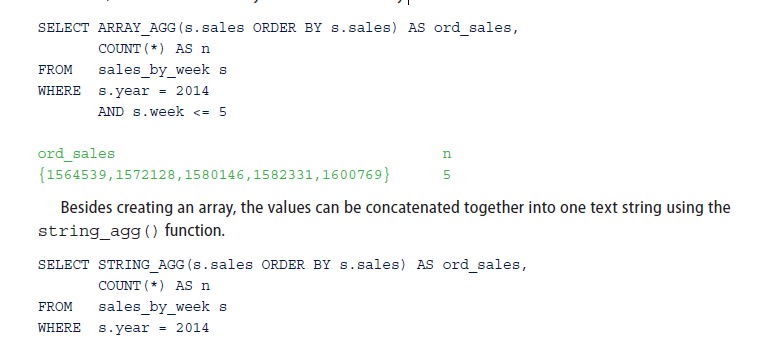 SELECT ARRAY_AGG(s.sales ORDER BY s.sales) AS ord_sales,
COUNT(*) AS n
FROM s​ales_by_week s
WHERE s.year = 2014
AND s.week <= 5
ord_sales n
{1564539,1572128,1580146,1582331,1600769} 5
Besides creating an array, the values can be concatenated together into one text string using the
string_agg() function.
SELECT STRING_AGG(s.sales ORDER BY s.sales) AS ord_sales,
COUNT(*) AS n
FROM sales_by_week s
WHERE s.year = 2014